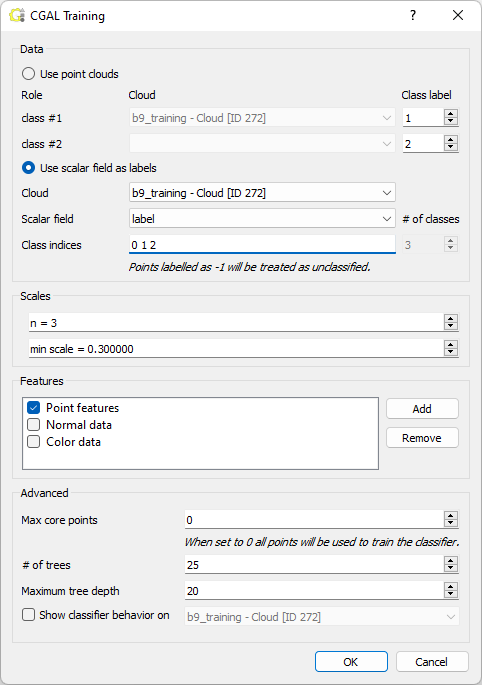 CGAL Training
Data
Use point clouds
Role Cloud Class label
class #1 b9_training - Cloud [ID 272] 1
class #2 2
Use scalar field as labels
Cloud b9_training - Cloud [ID 272]
Scalar field label # of classes
Class indices 0 1 2 3
Points labelled as -1 will be treated as unclassified.
Scales
n = 3
min scale = 0.300000
Features
Point features Add
Normal data
Color data Remove
Advanced
Max core points 0
When set to 0 all points will be used to train the classifier.
# of trees 25
Maximum tree depth 20
Show classifier behavior on b9_training - Cloud [ID 272]
OK Cancel